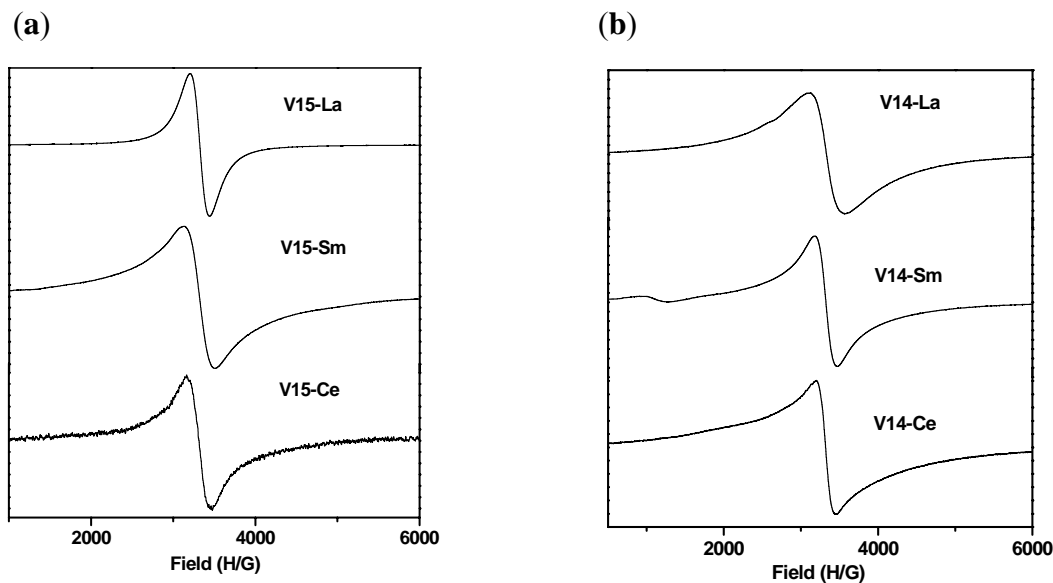 (a)
V15-La
V15-Sm
V15-Ce
2000 4000 6000
Field (H/G)
(b)
V14-La
V14-Sm
V14-Ce
2000 4000 6000
Field (H/G)